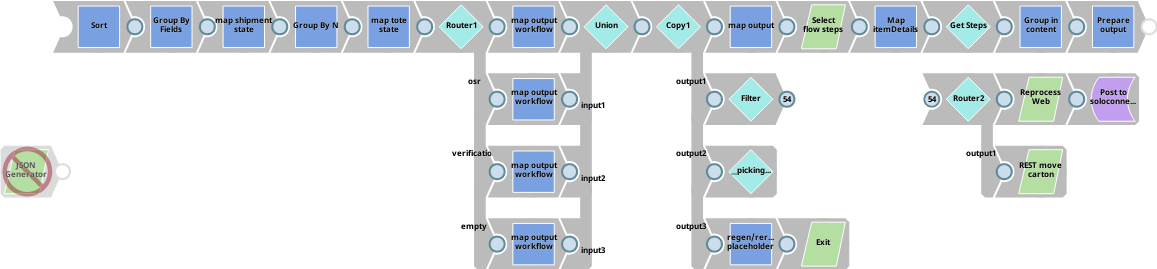 Sort
Group By
Fields
map shipment
state
Group By N
map tote
state
Router1
map output
workflow
Union
Copy1
map output
Select
flow steps
Map
itemDetails
Get Steps
Group in
content
Prepare
output
osr
map output
workflow
input1
output1
Filter
54
54
Router2
Reprocess
Web
Post to
soloconne...
JSON
Generator
verificatio
map output
workflow
input2
output2
..._picking...
output1
REST move
carton
empty
map output
workflow
input3
output3
regen/rer...
placeholder
Exit